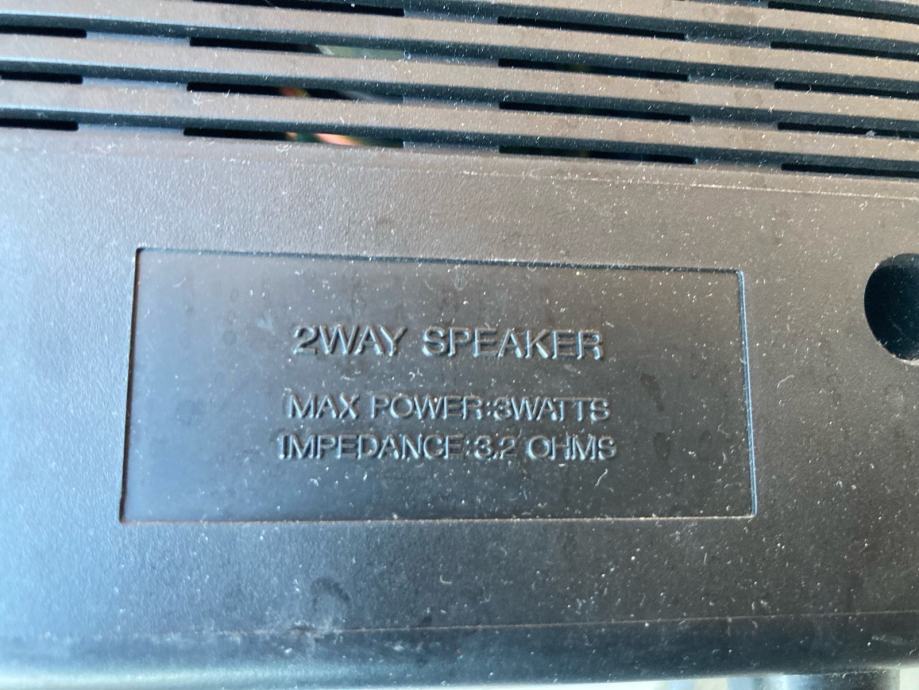 2WAY SPEAKER
MAX POWER:3WATTS
IMPEDANCE:3.2 OHMS